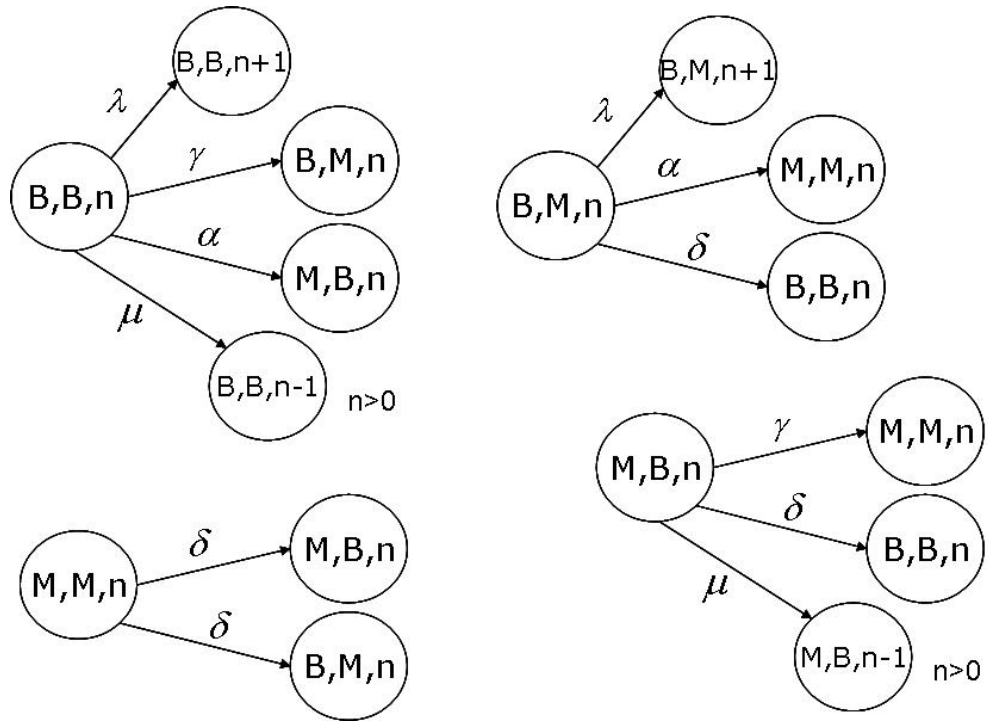 B,B,n+1
λ
γ
B,M,n
B,B,n
α
M,B,n
μ
B,B,n-1
n>0
B,M,n+1
λ
α
M,M,n
B,M,n
δ
B,B,n
γ
M,M,n
M,B,n
δ
B,B,n
μ
M,B,n-1
n>0
δ
M,B,n
M,M,n
δ
B,M,n